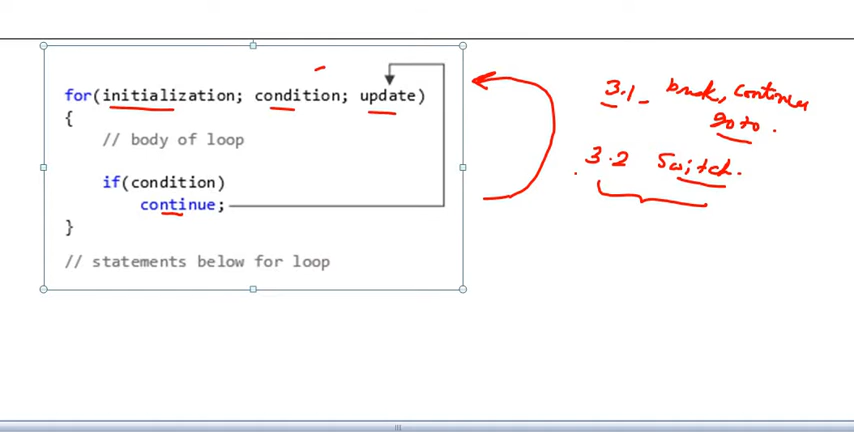 for(initialization; condition; update)
{
// body of loop
if(condition)
continue;
}
// statements below for loop
3.1 break, continue
goto.
3.2 Switch.